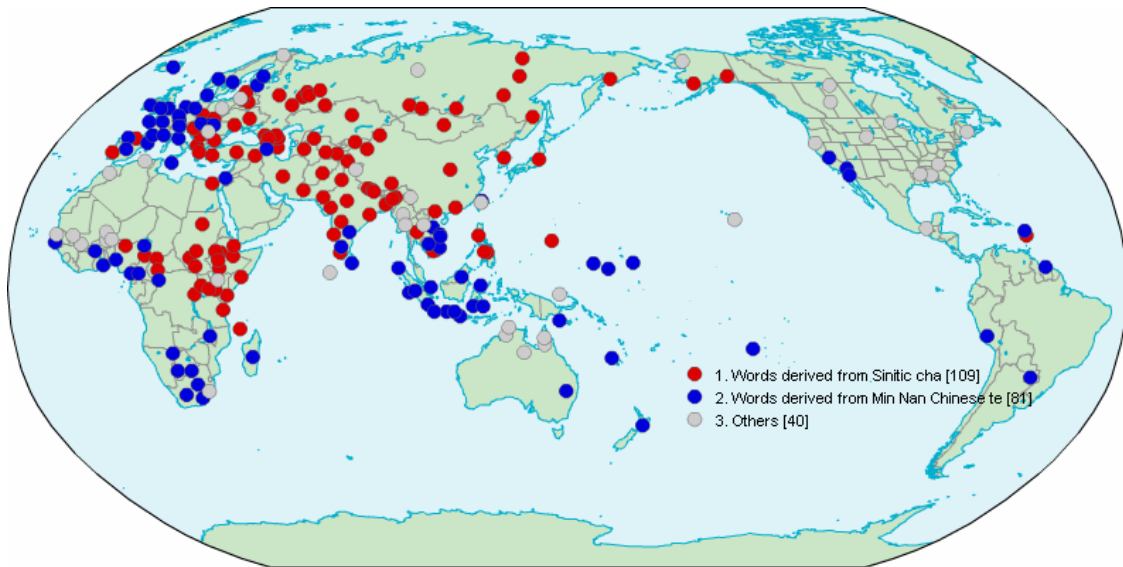 1. Words derived from Sinitic cha [109]
2. Words derived from Min Nan Chinese te [81]
3. Others [40]